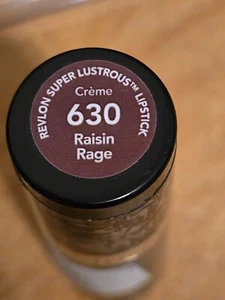 REVLON SUPER LUSTROUS™ LIPSTICK
Crème
630
Raisin
Rage